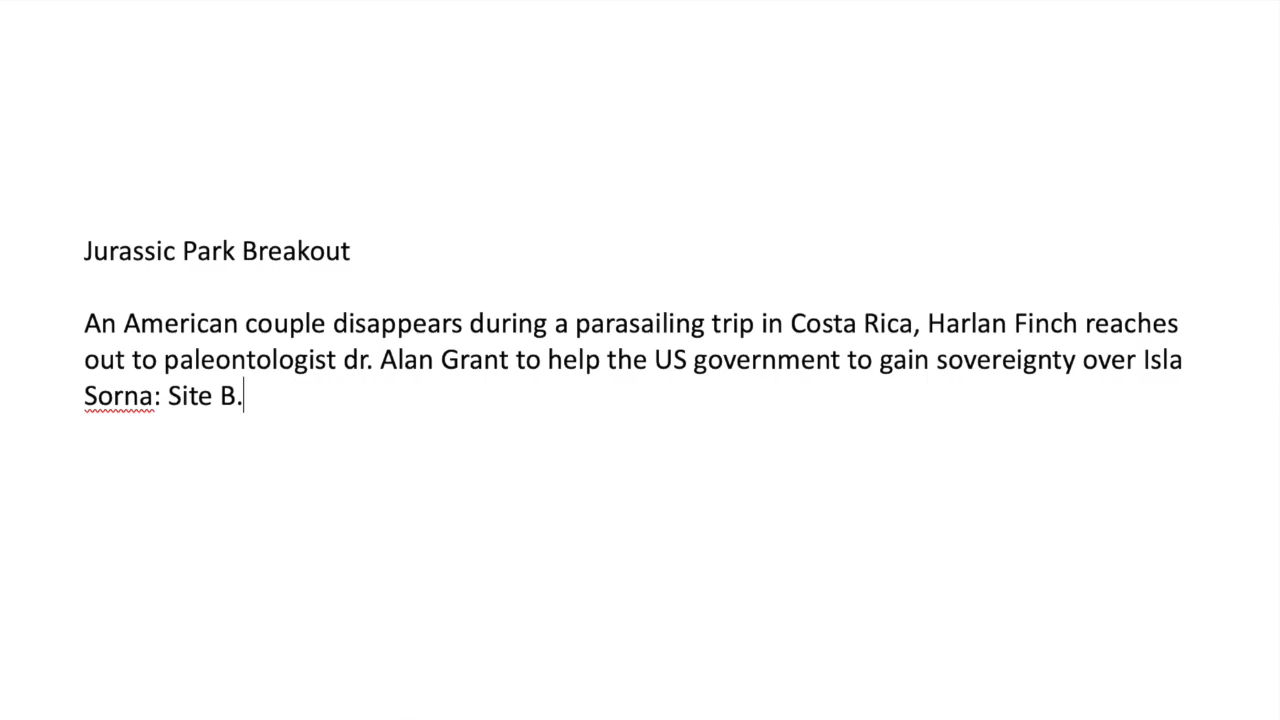 Jurassic Park Breakout
An American couple disappears during a parasailing trip in Costa Rica, Harlan Finch reaches
out to paleontologist dr. Alan Grant to help the US government to gain sovereignty over Isla
Sorna: Site B.